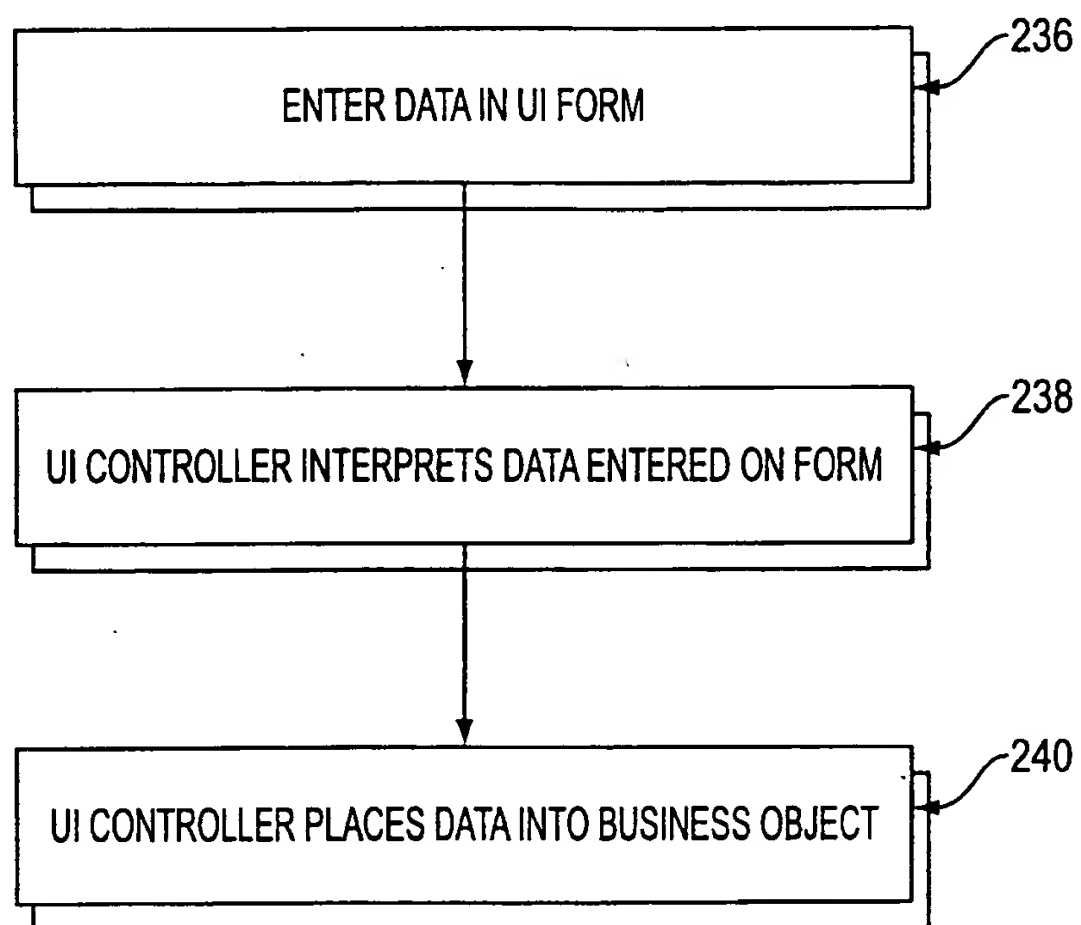 236
ENTER DATA IN UI FORM
238
UI CONTROLLER INTERPRETS DATA ENTERED ON FORM
240
UI CONTROLLER PLACES DATA INTO BUSINESS OBJECT